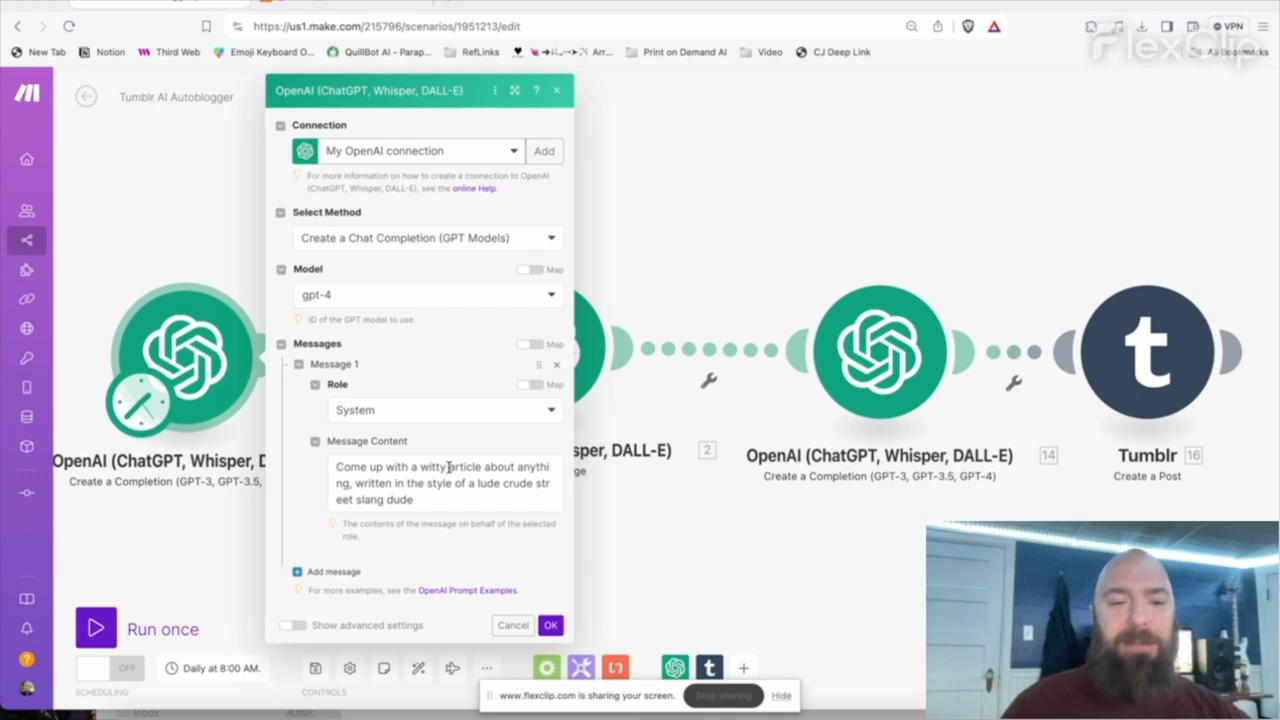 https://us1.make.com/215796/scenarios/1951213/edit
VPN
New Tab
Notion
Third Web
Emoji Keyboard O...
QuillBot AI - Parap...
RefLinks
Arr...
Print on Demand AI
Video
CJ Deep Link
All Bookmarks
FlexClip
Tumblr AI Autoblogger
OpenAI (ChatGPT, Whisper, DALL-E)
Connection
My OpenAI connection
Add
For more information on how to create a connection to OpenAI
(ChatGPT, Whisper, DALL-E), see the online Help.
Select Method
Create a Chat Completion (GPT Models)
Model
Map
gpt-4
ID of the GPT model to use.
Messages
Map
Message 1
Role
Map
System
Message Content
Come up with a witty article about anythi
ng, written in the style of a lude crude str
eet slang dude
The contents of the message on behalf of the selected
role.
Add message
For more examples, see the OpenAI Prompt Examples.
Show advanced settings
Cancel
OK
OpenAI (ChatGPT, Whisper, D
Create a Completion (GPT-3, GPT-3.5,
sper, DALL-E)
2
ge
OpenAI (ChatGPT, Whisper, DALL-E)
14
Create a Completion (GPT-3, GPT-3.5, GPT-4)
t
Tumblr
16
Create a Post
Run once
OFF
Daily at 8:00 AM.
SCHEDULING
CONTROLS
www.flexclip.com is sharing your screen.
Stop sharing
Hide
Inbox
4,907